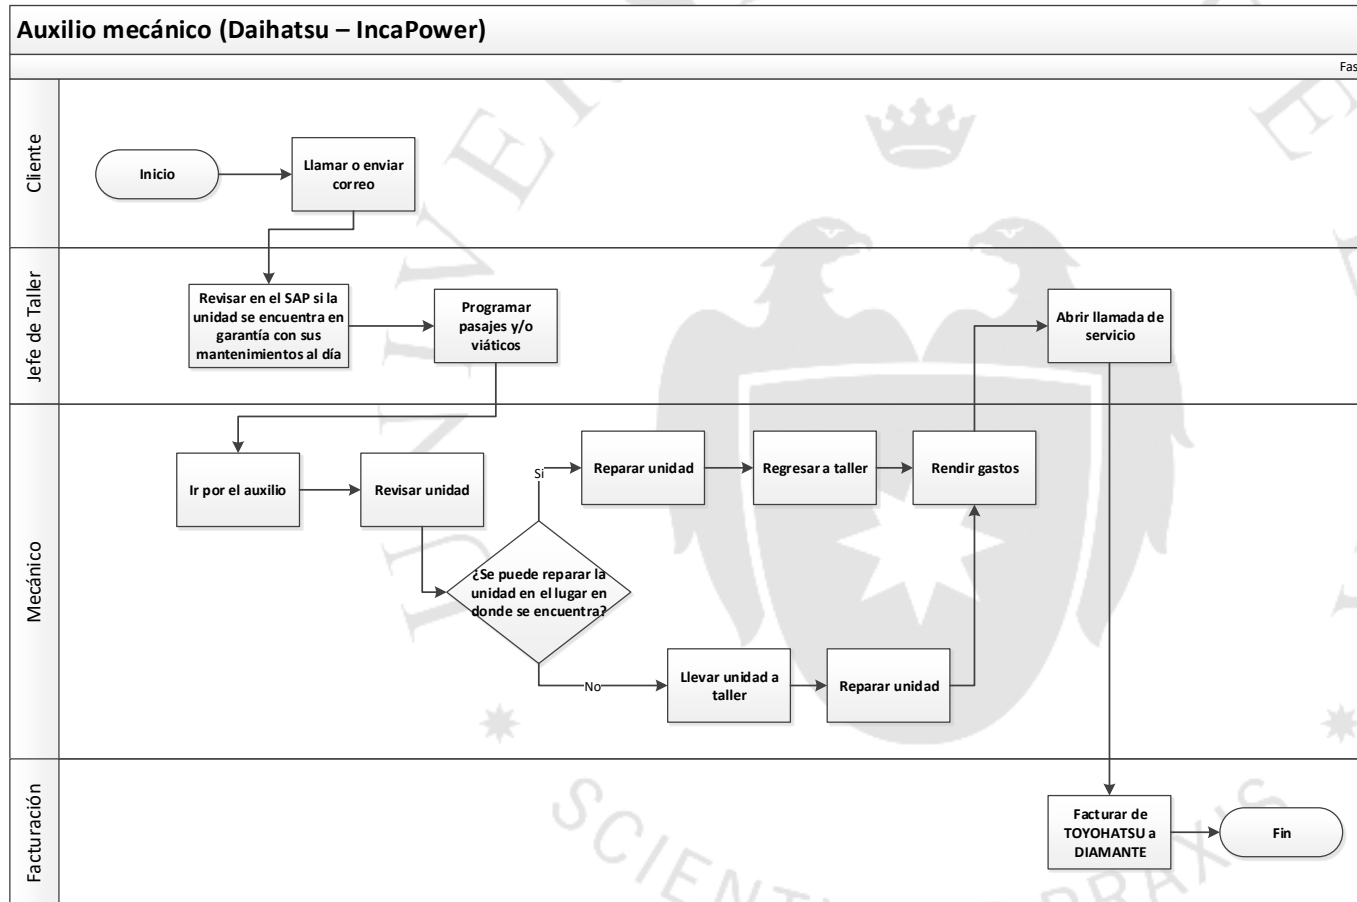 Auxilio mecánico (Daihatsu – IncaPower)
Fas
Cliente
Inicio
Llamar o enviar
correo
Jefe de Taller
Revisar en el SAP si la
unidad se encuentra en
garantía con sus
mantenimientos al día
Programar
pasajes y/o
viáticos
Abrir llamada de
servicio
Mecánico
Ir por el auxilio
Revisar unidad
¿Se puede reparar la
unidad en el lugar en
donde se encuentra?
Si
Reparar unidad
Regresar a taller
Rendir gastos
No
Llevar unidad a
taller
Reparar unidad
Facturación
Facturar de
TOYOHATSU a
DIAMANTE
Fin